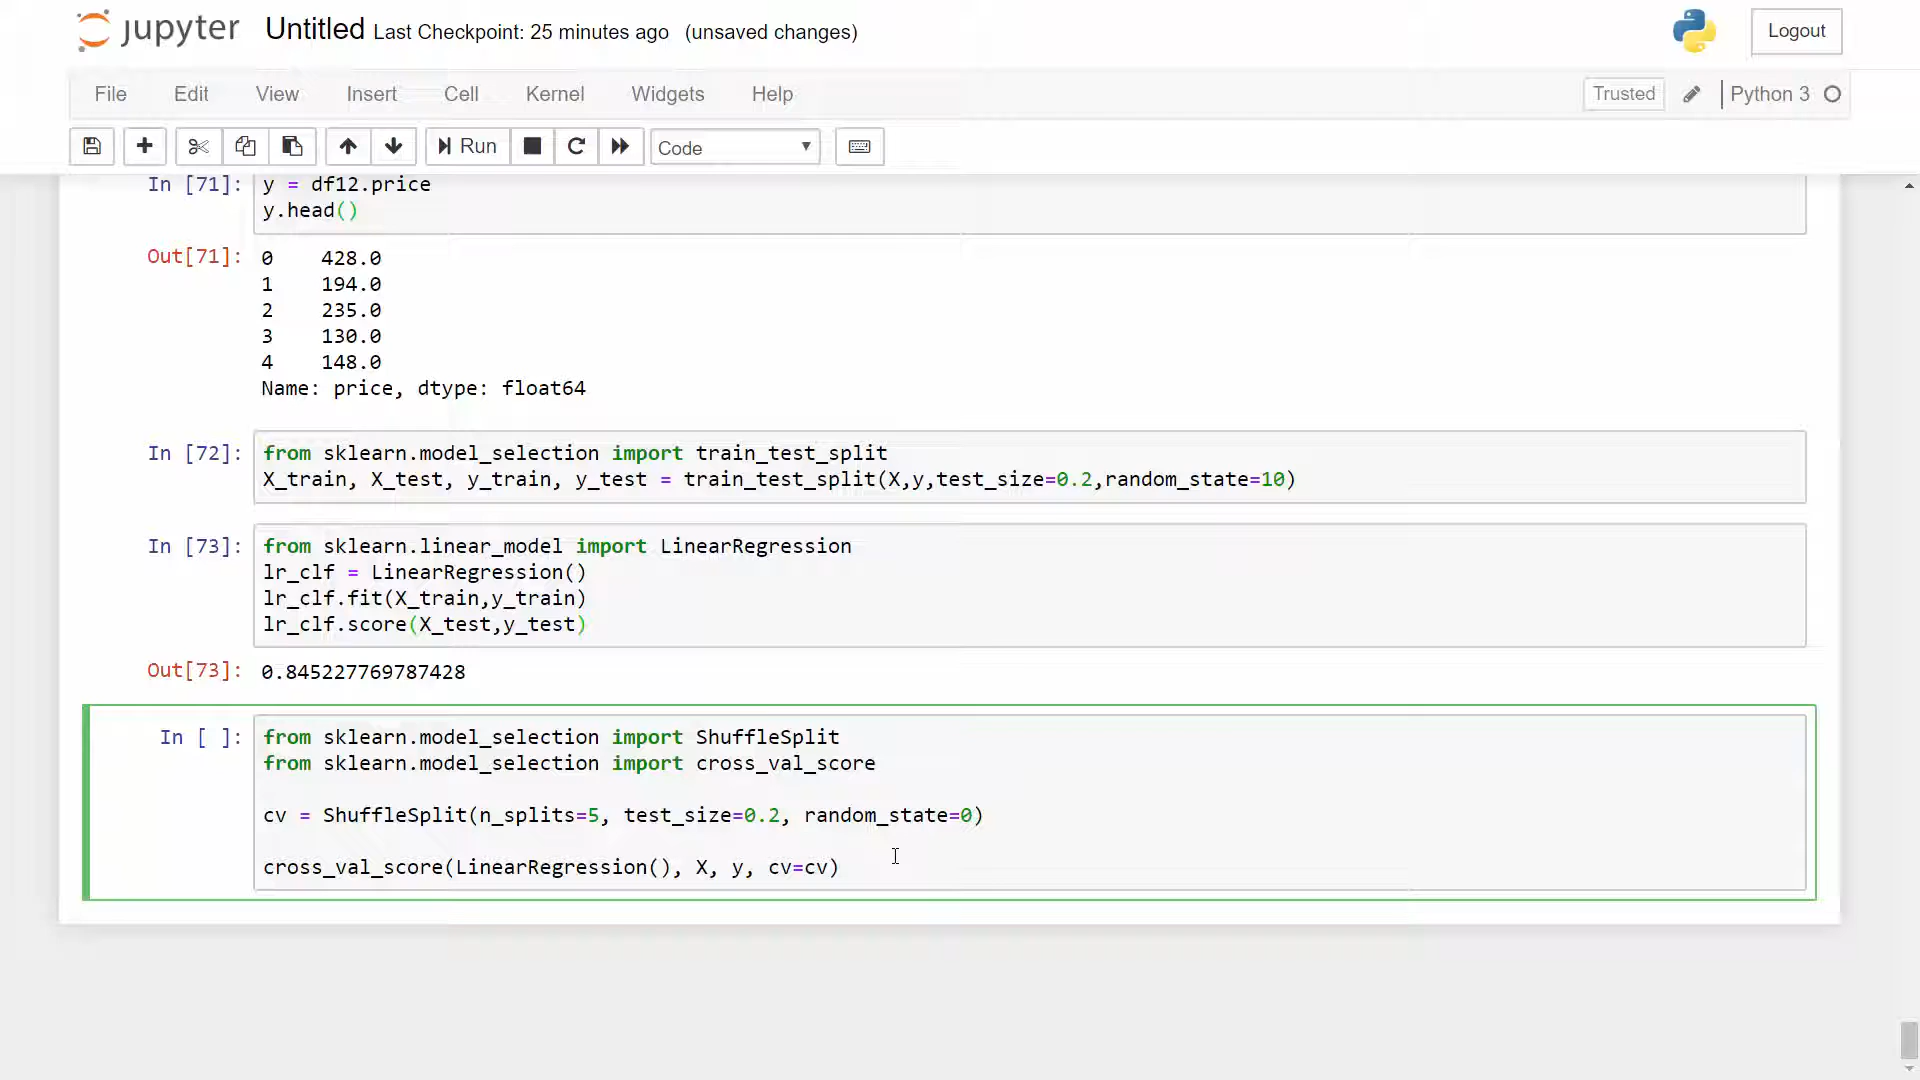 jupyter Untitled Last Checkpoint: 25 minutes ago (unsaved changes) Logout
File Edit View Insert Cell Kernel Widgets Help Trusted Python 3
Run Code
In [71]: y = df12.price
y.head()
Out[71]: 0 428.0
1 194.0
2 235.0
3 130.0
4 148.0
Name: price, dtype: float64
In [72]: from sklearn.model_selection import train_test_split
X_train, X_test, y_train, y_test = train_test_split(X,y,test_size=0.2,random_state=10)
In [73]: from sklearn.linear_model import LinearRegression
lr_clf = LinearRegression()
lr_clf.fit(X_train,y_train)
lr_clf.score(X_test,y_test)
Out[73]: 0.845227769787428
In [ ]: from sklearn.model_selection import ShuffleSplit
from sklearn.model_selection import cross_val_score
cv = ShuffleSplit(n_splits=5, test_size=0.2, random_state=0)
cross_val_score(LinearRegression(), X, y, cv=cv)